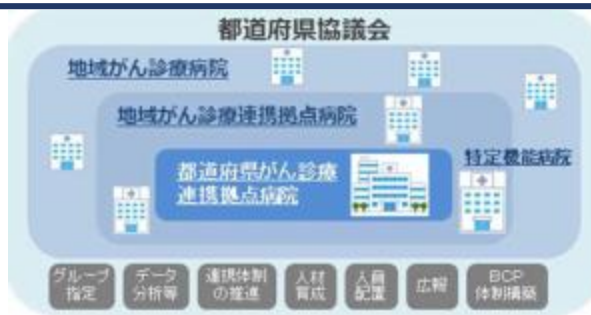 都道府県協議会
地域がん診療病院
地域がん診療連携拠点病院
都道府県がん診療
連携拠点病院
特定機能病院
グループ
指定
データ
分析等
連携体制
の推進
人材
育成
人員
配置
広報
BCP
体制構築